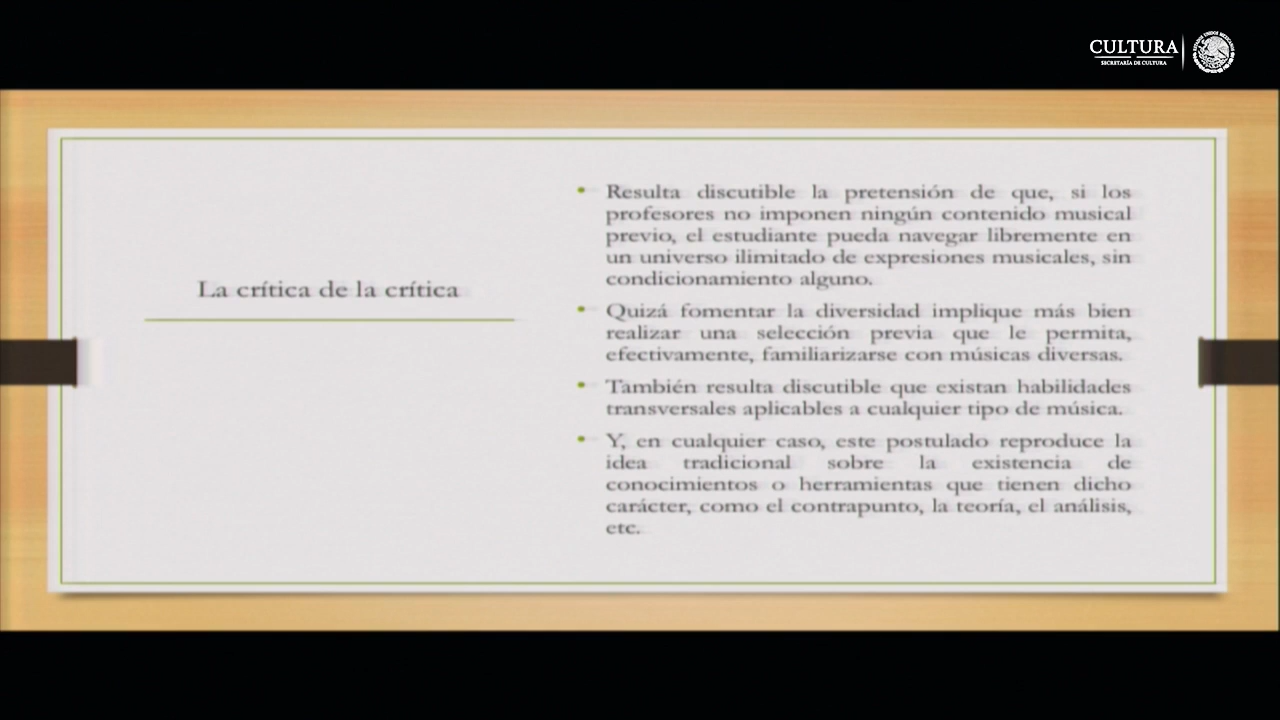 CULTURA
SECRETARÍA DE CULTURA
La crítica de la crítica
• Resulta discutible la pretensión de que, si los
profesores no imponen ningún contenido musical
previo, el estudiante pueda navegar libremente en
un universo ilimitado de expresiones musicales, sin
condicionamiento alguno.
• Quizá fomentar la diversidad implique más bien
realizar una selección previa que le permita,
efectivamente, familiarizarse con músicas diversas.
• También resulta discutible que existan habilidades
transversales aplicables a cualquier tipo de música.
• Y, en cualquier caso, este postulado reproduce la
idea tradicional sobre la existencia de
conocimientos o herramientas que tienen dicho
carácter, como el contrapunto, la teoría, el análisis,
etc.